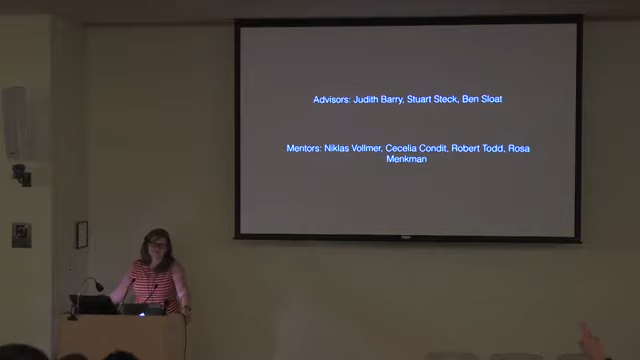 Advisors: Judith Barry, Stuart Steck, Ben Sloat
Mentors: Niklas Vollmer, Cecelia Condit, Robert Todd, Rosa
Menkman